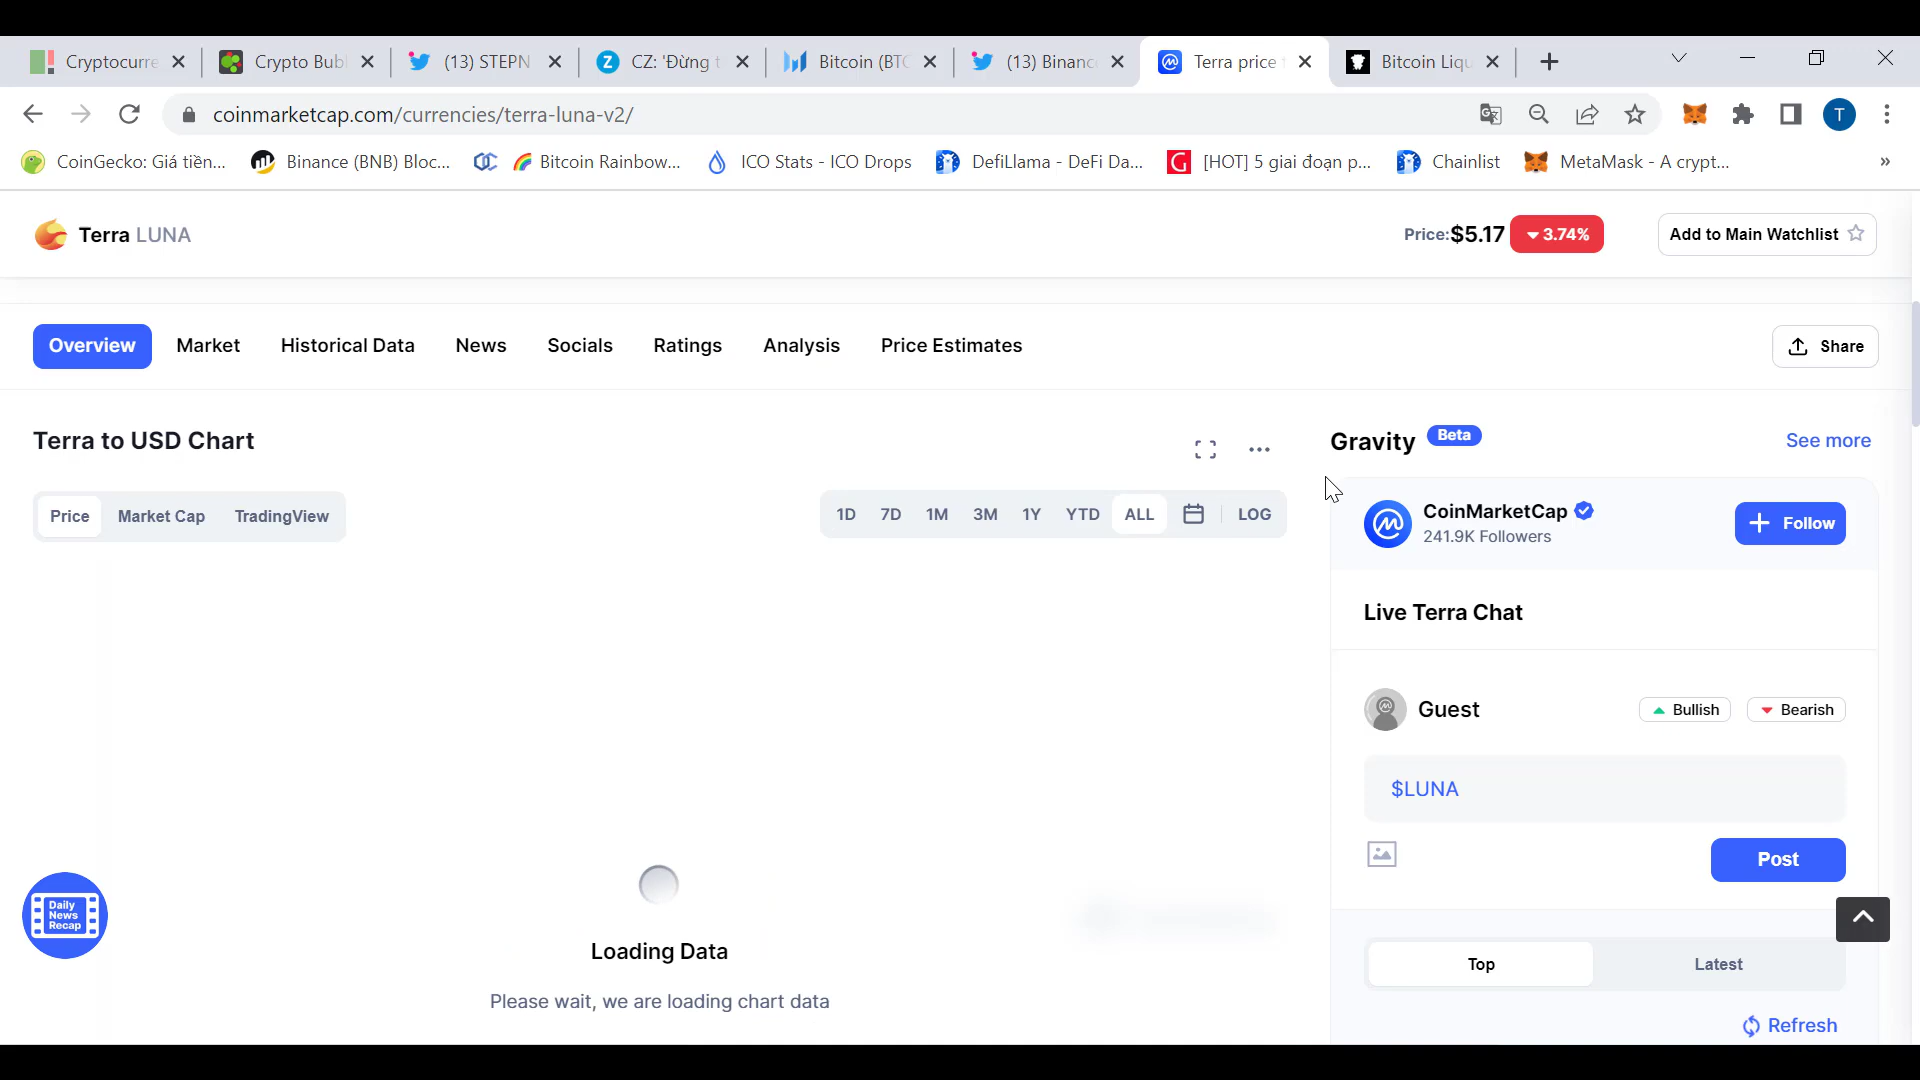 Cryptocurre
Crypto Bubl
(13) STEPN
CZ: 'Đừng t
Bitcoin (BTC
(13) Binanc
Terra price
Bitcoin Liqu
coinmarketcap.com/currencies/terra-luna-v2/
T
CoinGecko: Giá tiền...
Binance (BNB) Bloc...
Bitcoin Rainbow...
ICO Stats - ICO Drops
DefiLlama - DeFi Da...
[HOT] 5 giai đoạn p...
Chainlist
MetaMask - A crypt...
»
Terra LUNA
Price:$5.17
3.74%
Add to Main Watchlist
Overview
Market
Historical Data
News
Socials
Ratings
Analysis
Price Estimates
Share
Terra to USD Chart
Price
Market Cap
TradingView
1D
7D
1M
3M
1Y
YTD
ALL
LOG
Gravity
Beta
See more
CoinMarketCap
241.9K Followers
Follow
Live Terra Chat
Guest
Bullish
Bearish
$LUNA
Post
Daily
News
Recap
Loading Data
Please wait, we are loading chart data
Top
Latest
Refresh